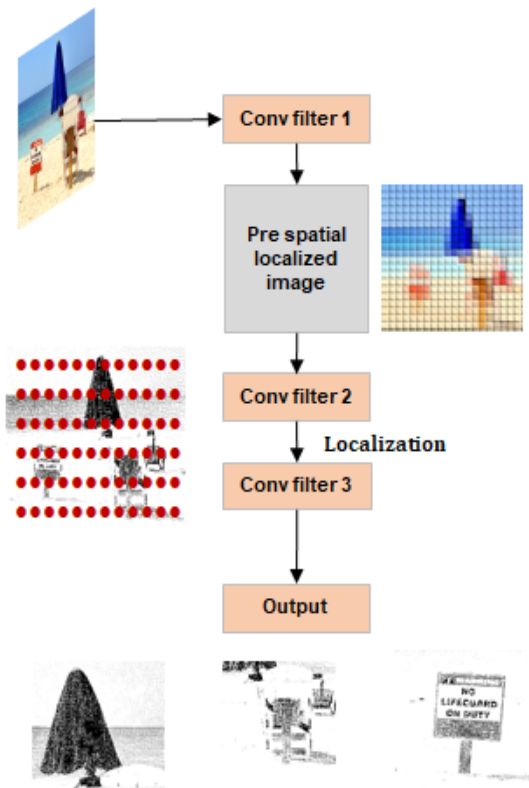 Conv filter 1
Pre spatial
localized
image
Conv filter 2
Localization
Conv filter 3
Output
NO
LIFEGUARD
ON DUTY